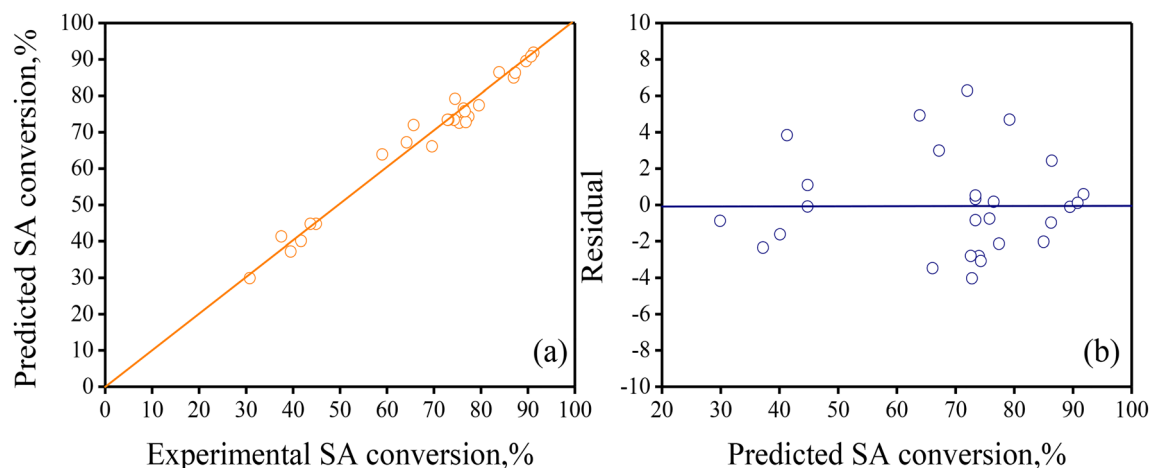 Predicted SA conversion,%
100
90
80
70
60
50
40
30
20
10
0
(a)
0 10 20 30 40 50 60 70 80 90 100
Experimental SA conversion,%
Residual
10
8
6
4
2
0
-2
-4
-6
-8
-10
(b)
20 30 40 50 60 70 80 90 100
Predicted SA conversion,%